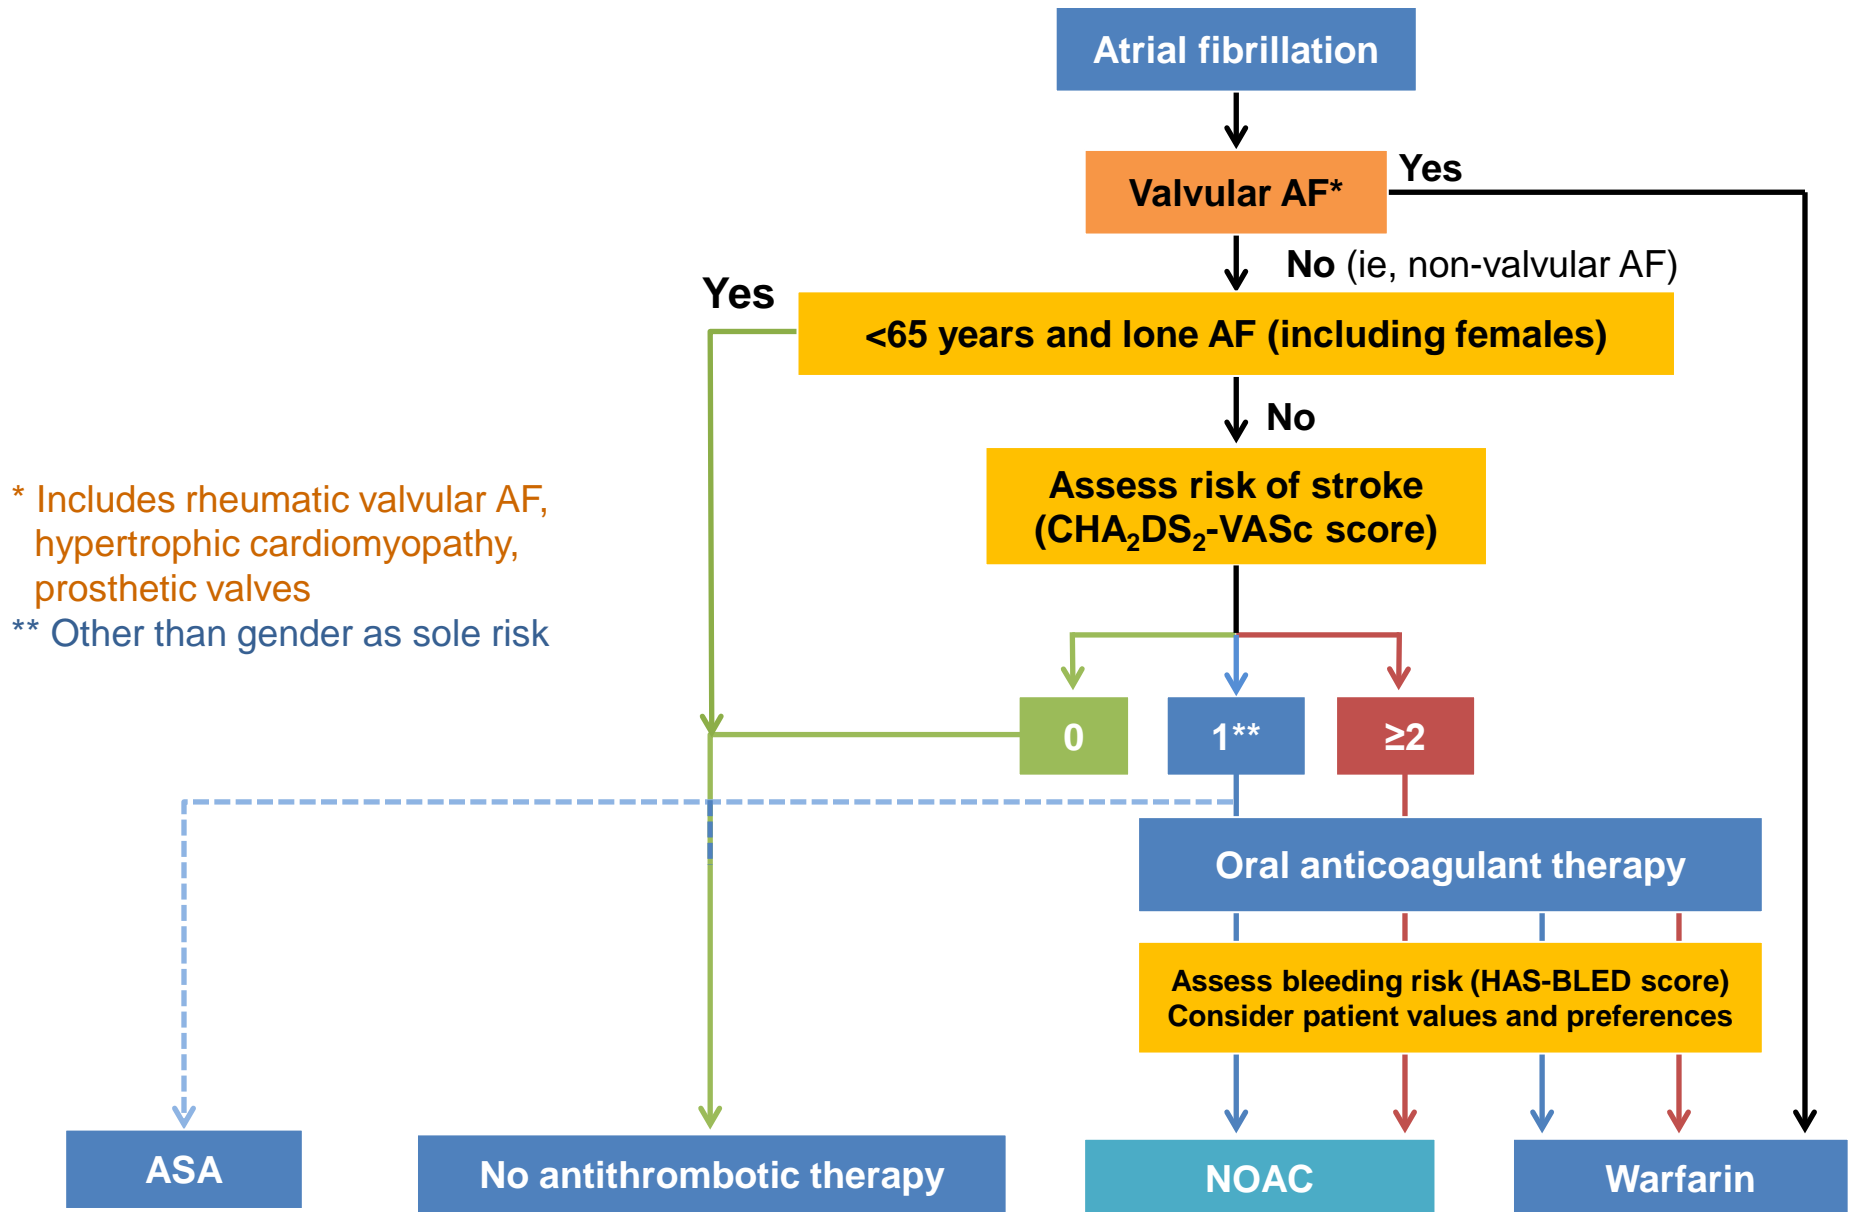 Atrial fibrillation
Valvular AF*
Yes
No (ie, non-valvular AF)
Yes
<65 years and lone AF (including females)
No
Assess risk of stroke
(CHA₂DS₂-VASc score)
* Includes rheumatic valvular AF,
hypertrophic cardiomyopathy,
prosthetic valves
** Other than gender as sole risk
0
1**
≥2
Oral anticoagulant therapy
Assess bleeding risk (HAS-BLED score)
Consider patient values and preferences
ASA
No antithrombotic therapy
NOAC
Warfarin